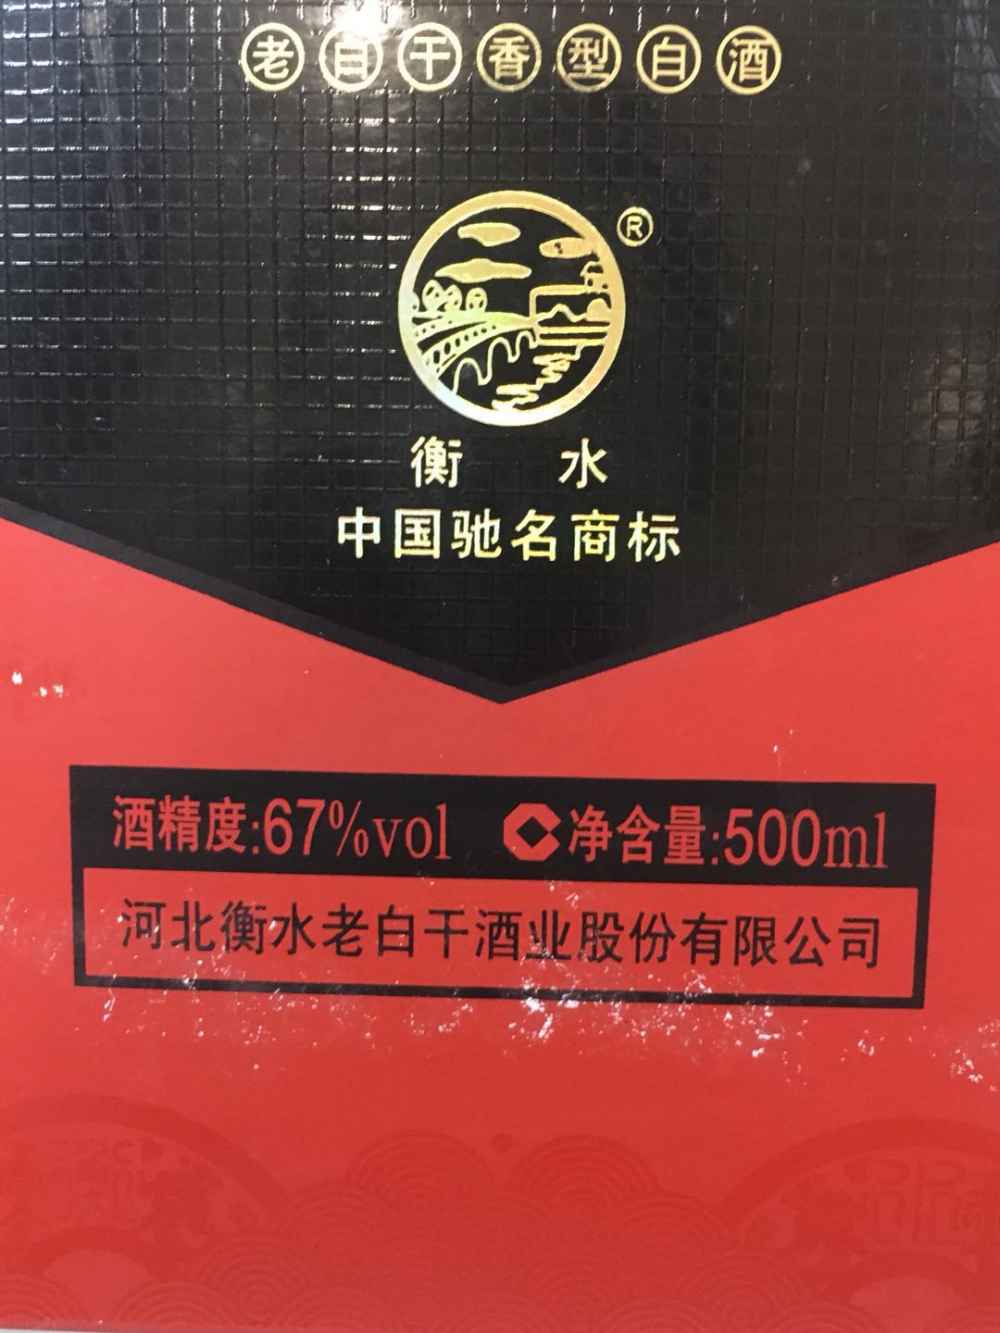 老白干香型白酒
®
衡水
中国驰名商标
酒精度:67%vol 净含量:500ml
河北衡水老白干酒业股份有限公司